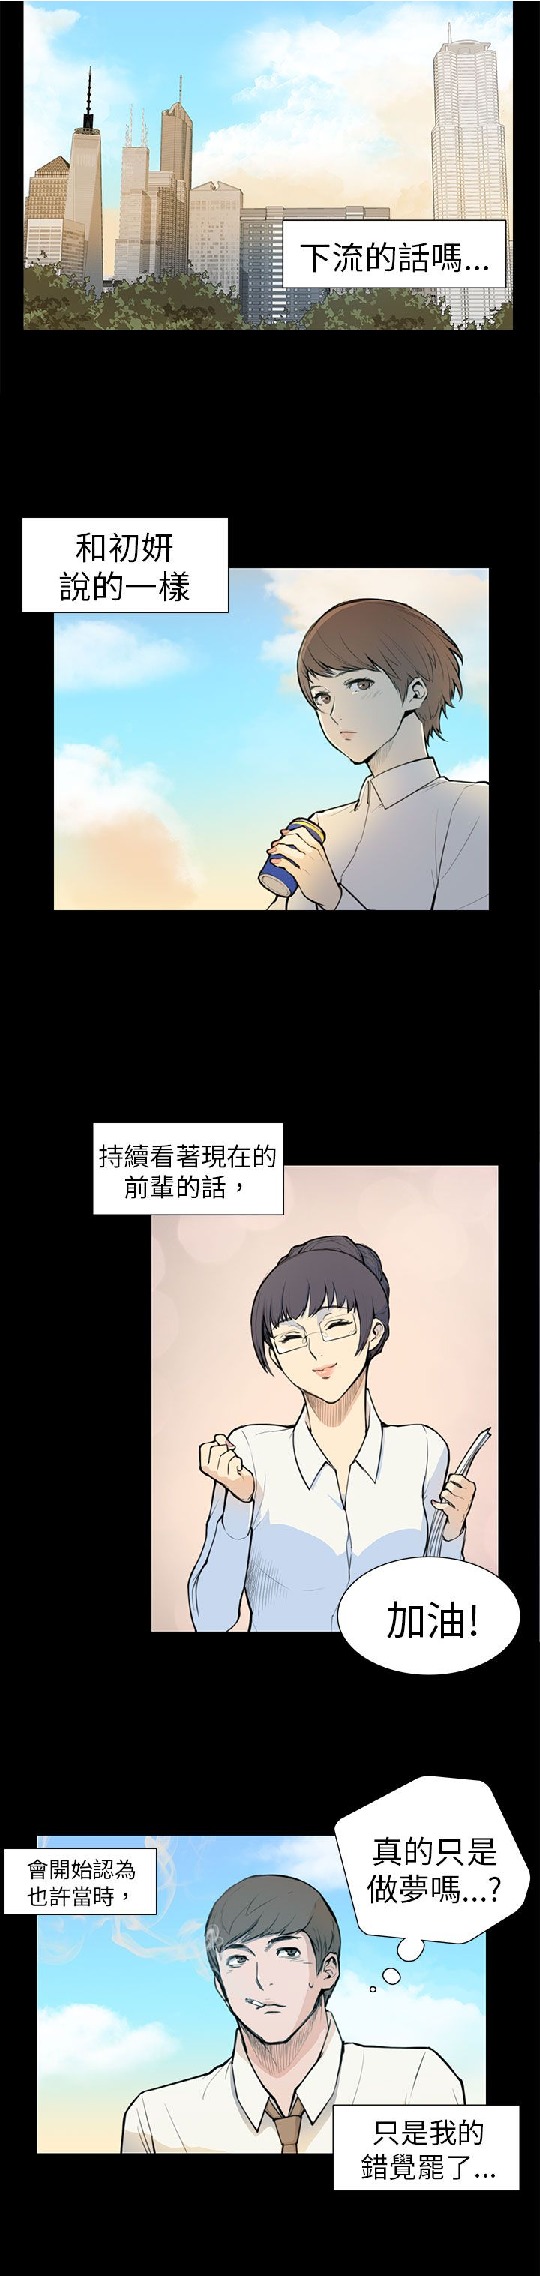 下流的話嗎...
和初妍
說的一樣
持續看著現在的
前輩的話，
加油!
真的只是
做夢嗎...?
會開始認為
也許當時，
只是我的
錯覺罷了...